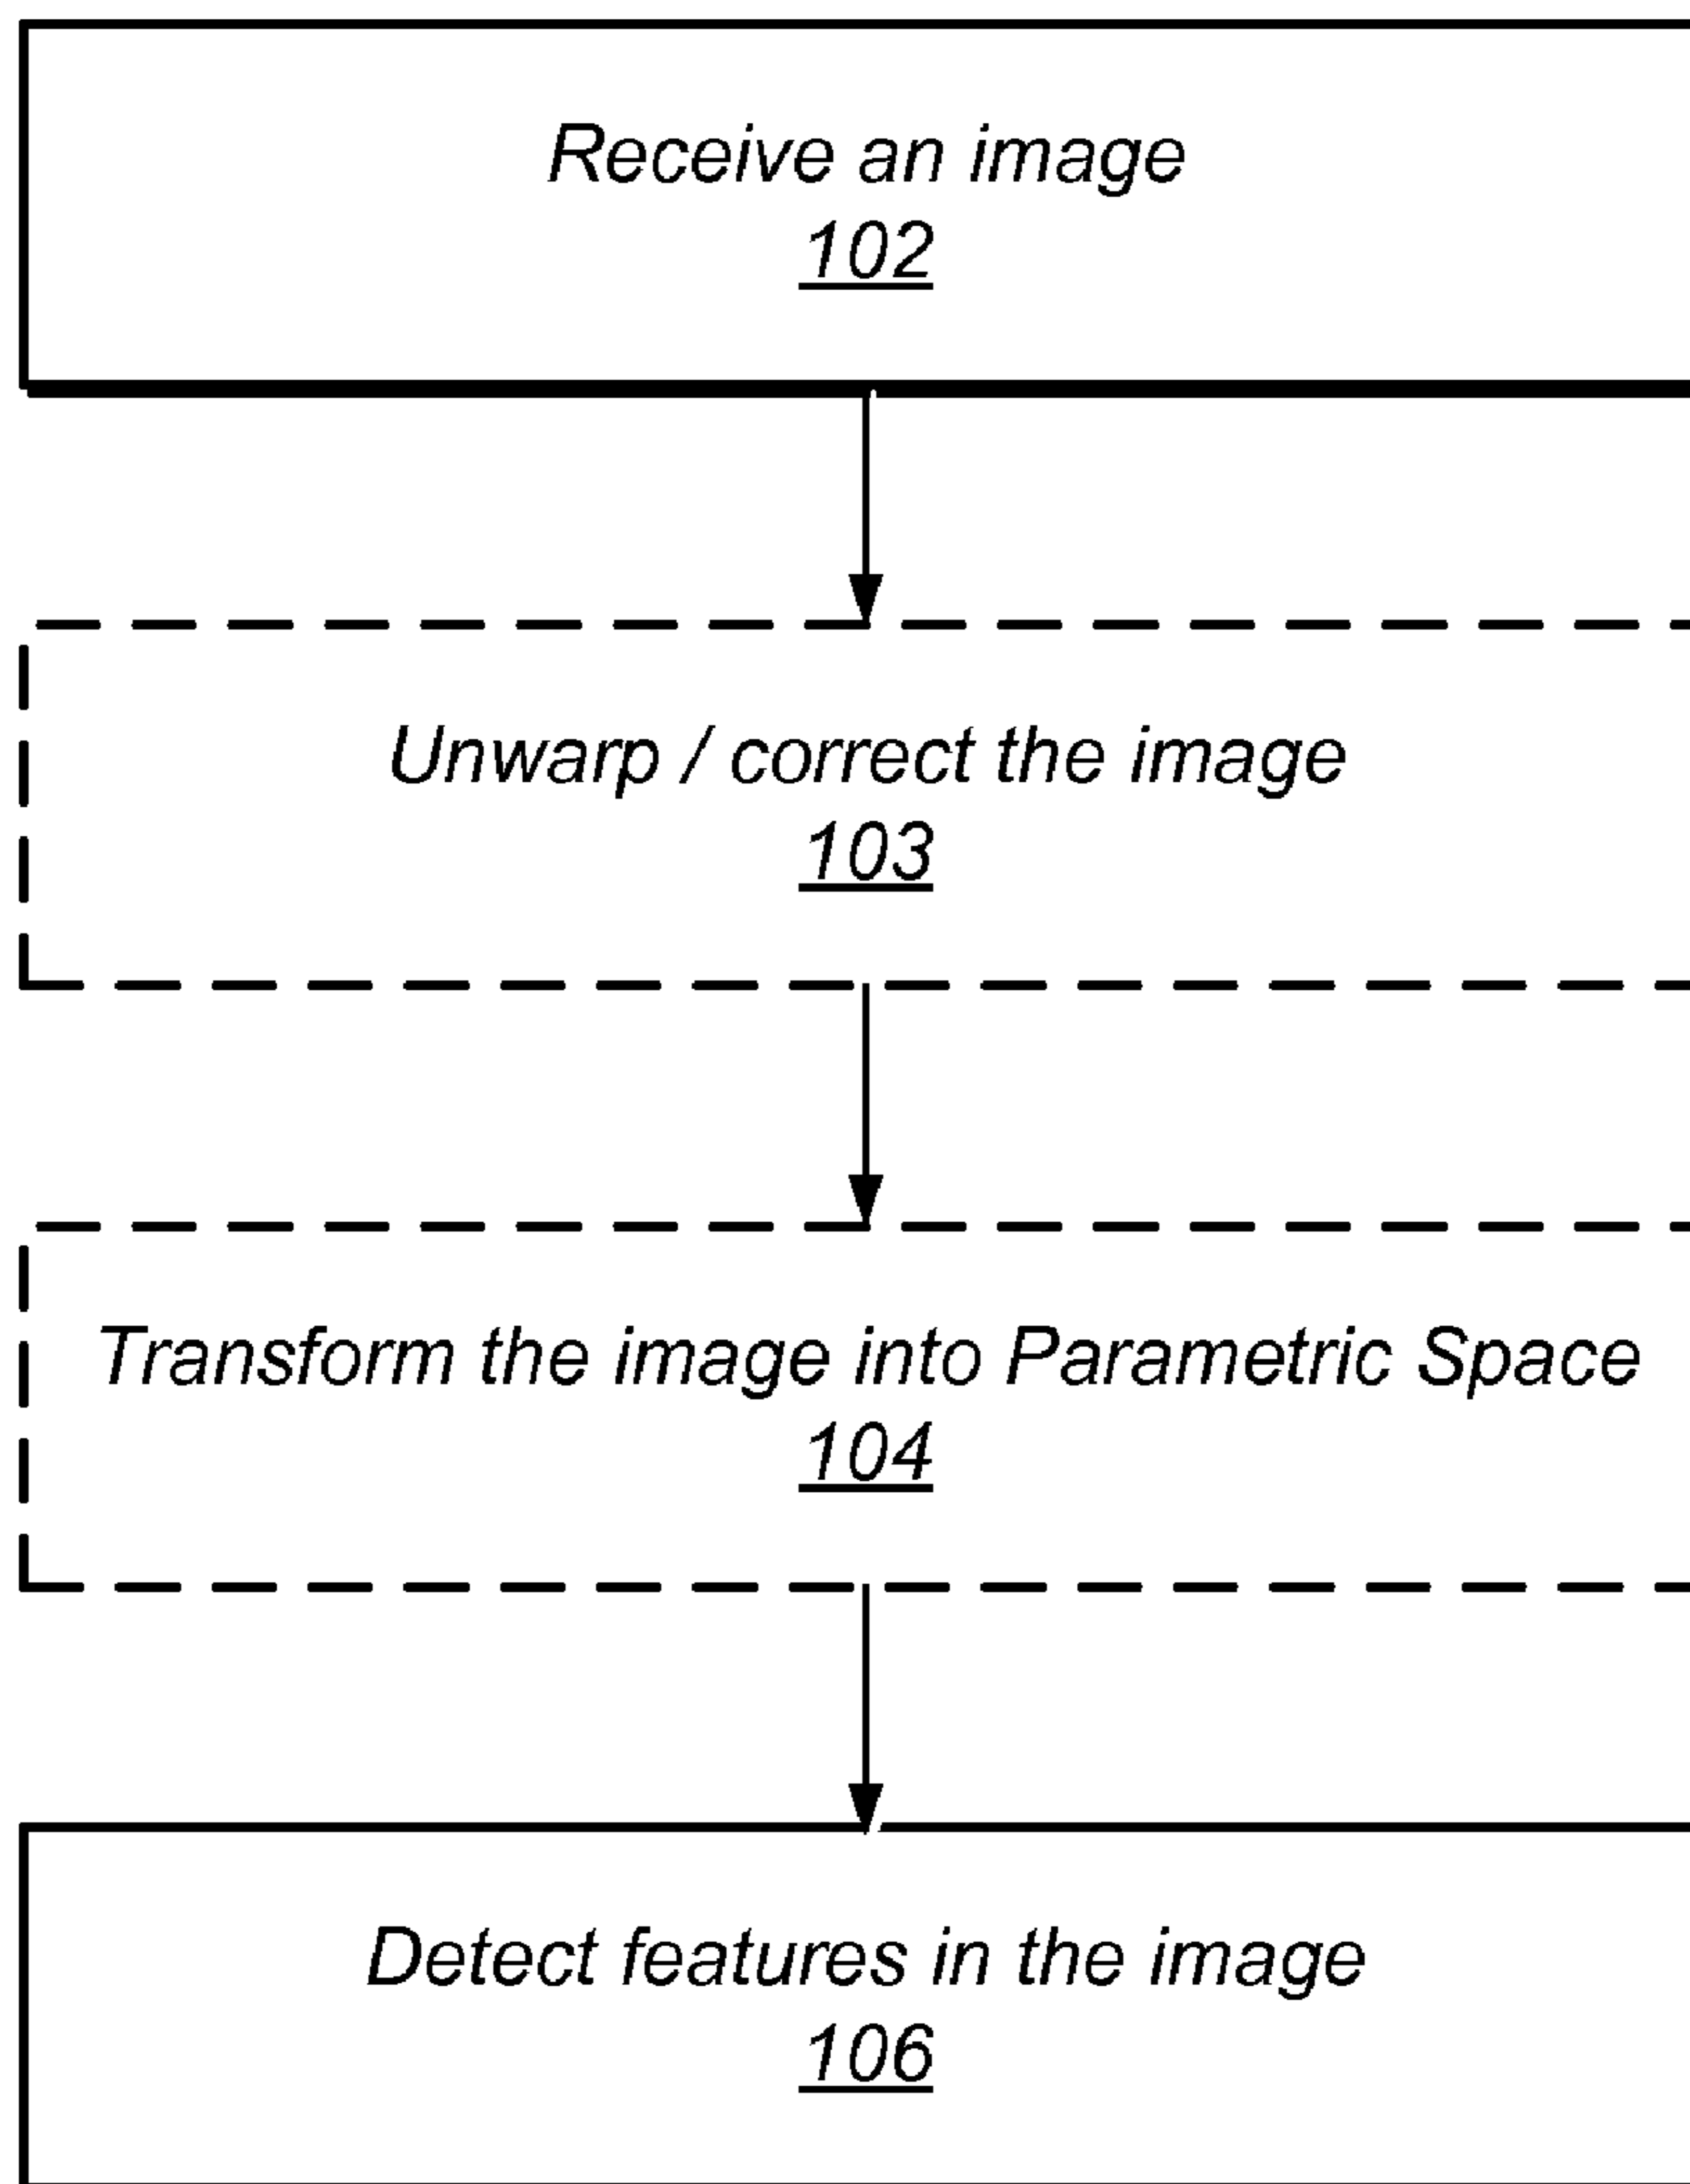 Receive an image
102
Unwarp / correct the image
103
Transform the image into Parametric Space
104
Detect features in the image
106